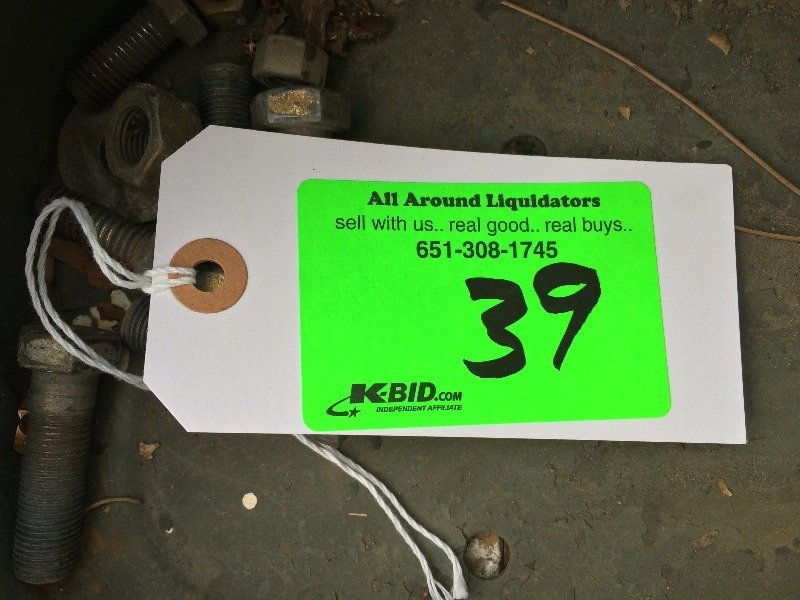 All Around Liquidators
sell with us.. real good.. real buys..
651-308-1745
39
K-BID.COM
INDEPENDENT AFFILIATE